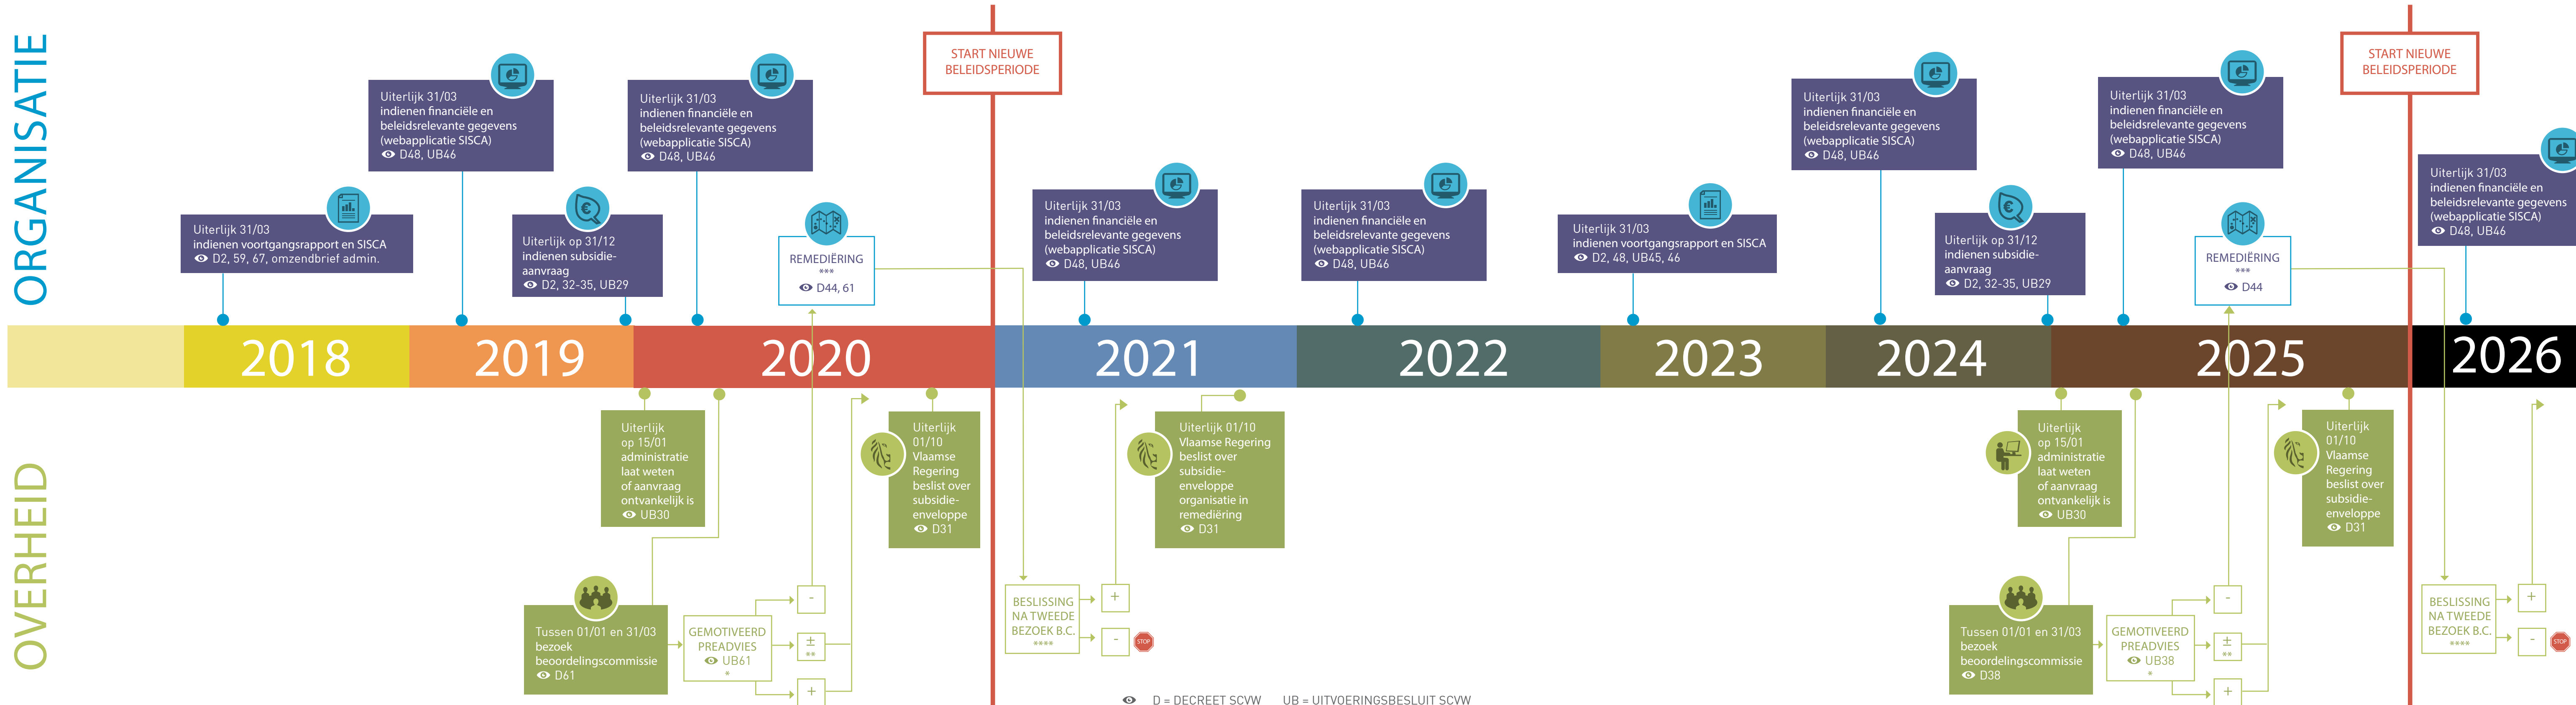 ORGANISATIE
Uiterlijk 31/03
indienen voortgangsrapport en SISCA
D2, 59, 67, omzendbrief admin.
Uiterlijk 31/03
indienen financiële en
beleidsrelevante gegevens
(webapplicatie SISCA)
D48, UB46
Uiterlijk op 31/12
indienen subsidie-
aanvraag
D2, 32-35, UB29
Uiterlijk 31/03
indienen financiële en
beleidsrelevante gegevens
(webapplicatie SISCA)
D48, UB46
REMEDIËRING
***
D44, 61
START NIEUWE
BELEIDSPERIODE
Uiterlijk 31/03
indienen financiële en
beleidsrelevante gegevens
(webapplicatie SISCA)
D48, UB46
Uiterlijk 31/03
indienen financiële en
beleidsrelevante gegevens
(webapplicatie SISCA)
D48, UB46
Uiterlijk 31/03
indienen voortgangsrapport en SISCA
D2, 48, UB45, 46
Uiterlijk 31/03
indienen financiële en
beleidsrelevante gegevens
(webapplicatie SISCA)
D48, UB46
Uiterlijk op 31/12
indienen subsidie-
aanvraag
D2, 32-35, UB29
Uiterlijk 31/03
indienen financiële en
beleidsrelevante gegevens
(webapplicatie SISCA)
D48, UB46
REMEDIËRING
***
D44
START NIEUWE
BELEIDSPERIODE
Uiterlijk 31/03
indienen financiële en
beleidsrelevante gegevens
(webapplicatie SISCA)
D48, UB46
2018
2019
2020
2021
2022
2023
2024
2025
2026
OVERHEID
Uiterlijk
op 15/01
administratie
laat weten
of aanvraag
ontvankelijk is
UB30
Tussen 01/01 en 31/03
bezoek
beoordelingscommissie
D61
GEMOTIVEERD
PREADVIES
UB61
*
-
±
**
+
Uiterlijk
01/10
Vlaamse
Regering
beslist over
subsidie-
enveloppe
D31
BESLISSING
NA TWEEDE
BEZOEK B.C.
****
+
-
STOP
Uiterlijk 01/10
Vlaamse Regering
beslist over
subsidie-
enveloppe
organisatie in
remediëring
D31
Uiterlijk
op 15/01
administratie
laat weten
of aanvraag
ontvankelijk is
UB30
Tussen 01/01 en 31/03
bezoek
beoordelingscommissie
D38
GEMOTIVEERD
PREADVIES
UB38
*
-
±
**
+
Uiterlijk
01/10
Vlaamse
Regering
beslist over
subsidie-
enveloppe
D31
BESLISSING
NA TWEEDE
BEZOEK B.C.
****
+
-
STOP
D = DECREET SCVW UB = UITVOERINGSBESLUIT SCVW